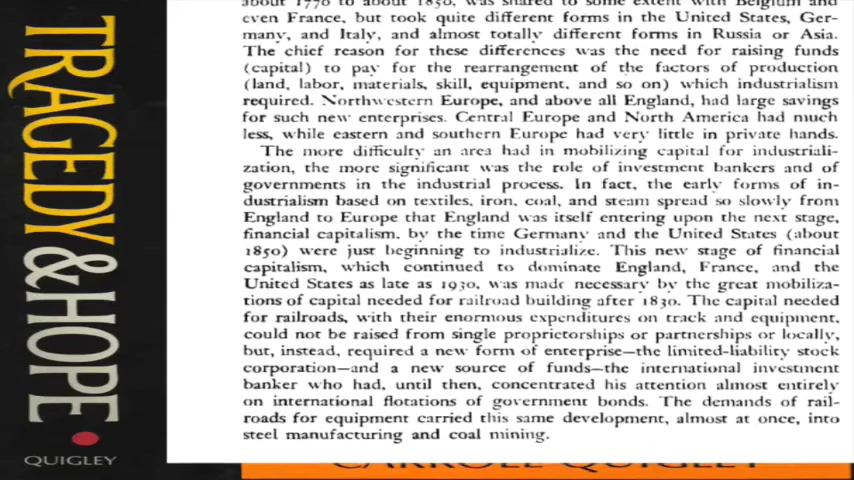 TRAGEDY & HOPE
QUIGLEY
about 1770 to about 1850, was shared to some extent with Belgium and
even France, but took quite different forms in the United States, Ger-
many, and Italy, and almost totally different forms in Russia or Asia.
The chief reason for these differences was the need for raising funds
(capital) to pay for the rearrangement of the factors of production
(land, labor, materials, skill, equipment, and so on) which industrialism
required. Northwestern Europe, and above all England, had large savings
for such new enterprises. Central Europe and North America had much
less, while eastern and southern Europe had very little in private hands.
The more difficulty an area had in mobilizing capital for industriali-
zation, the more significant was the role of investment bankers and of
governments in the industrial process. In fact, the early forms of in-
dustrialism based on textiles, iron, coal, and steam spread so slowly from
England to Europe that England was itself entering upon the next stage,
financial capitalism, by the time Germany and the United States (about
1850) were just beginning to industrialize. This new stage of financial
capitalism, which continued to dominate England, France, and the
United States as late as 1930, was made necessary by the great mobiliza-
tions of capital needed for railroad building after 1830. The capital needed
for railroads, with their enormous expenditures on track and equipment,
could not be raised from single proprietorships or partnerships or locally,
but, instead, required a new form of enterprise—the limited-liability stock
corporation—and a new source of funds—the international investment
banker who had, until then, concentrated his attention almost entirely
on international flotations of government bonds. The demands of rail-
roads for equipment carried this same development, almost at once, into
steel manufacturing and coal mining.
CARROLL QUIGLEY